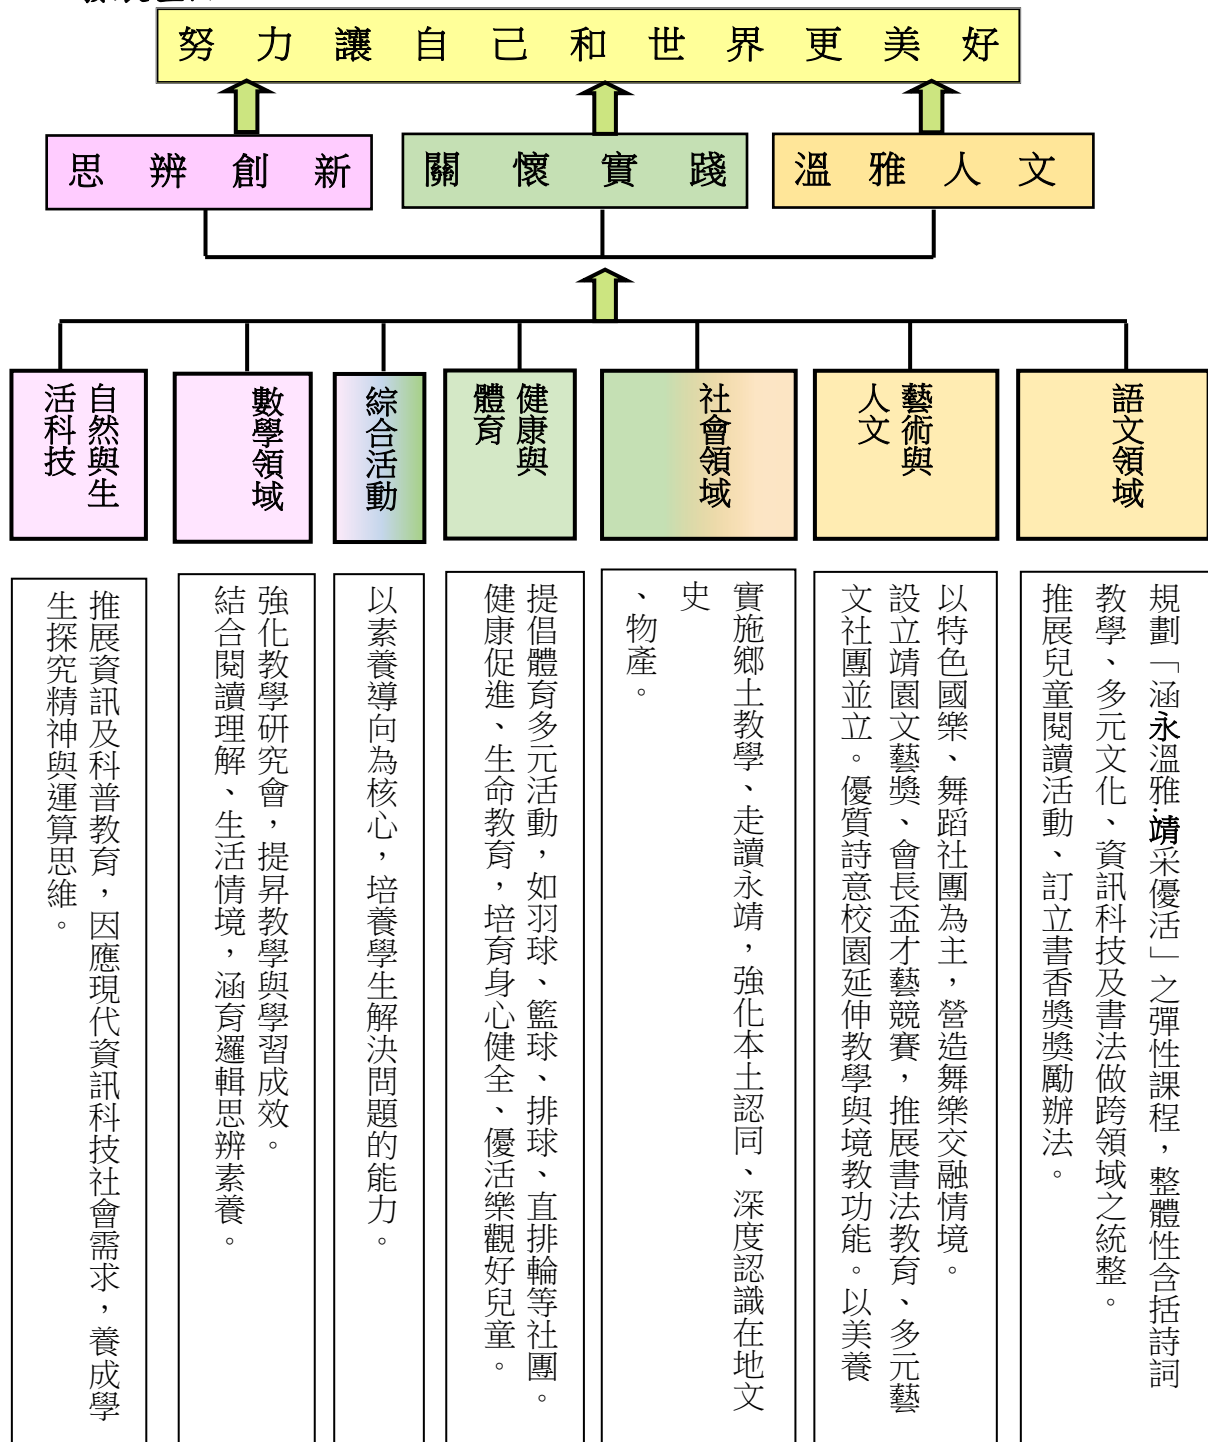 努力讓自己和世界更美好
思辨創新
關懷實踐
溫雅人文
語文領域
藝術與
人文
社會領域
健康與
體育
綜合活動
數學領域
自然與生
活科技
規劃「涵永溫雅‧靖采優活」之彈性課程，整體性含括詩詞
教學、多元文化、資訊科技及書法做跨領域之統整。
推展兒童閱讀活動、訂立書香獎獎勵辦法。
以特色國樂、舞蹈社團為主，營造舞樂交融情境。
設立靖園文藝獎、會長盃才藝競賽，推展書法教育、多元藝
文社團並立。優質詩意校園延伸教學與境教功能。以美養
實施鄉土教學、走讀永靖，強化本土認同、深度認識在地文
史
、物產。
提倡體育多元活動，如羽球、籃球、排球、直排輪等社團。
健康促進、生命教育，培育身心健全、優活樂觀好兒童。
以素養導向為核心，培養學生解決問題的能力。
強化教學研究會，提昇教學與學習成效。
結合閱讀理解、生活情境，涵育邏輯思辨素養。
推展資訊及科普教育，因應現代資訊科技社會需求，養成學
生探究精神與運算思維。